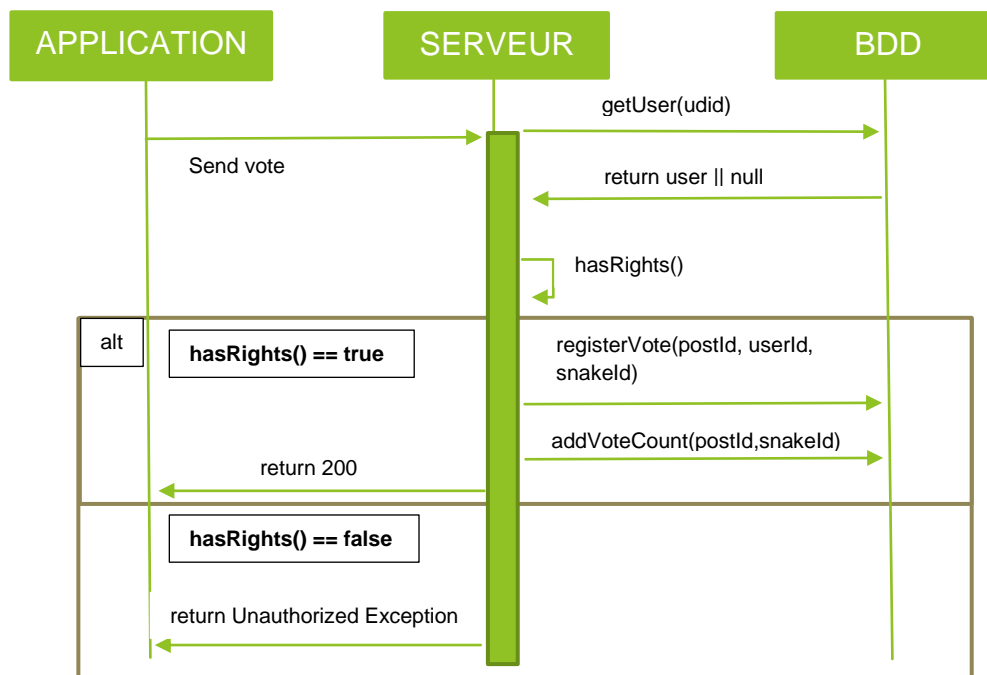 APPLICATION
SERVEUR
BDD
getUser(udid)
Send vote
return user || null
hasRights()
alt
hasRights() == true
registerVote(postId, userId,
snakeId)
addVoteCount(postId,snakeId)
return 200
hasRights() == false
return Unauthorized Exception